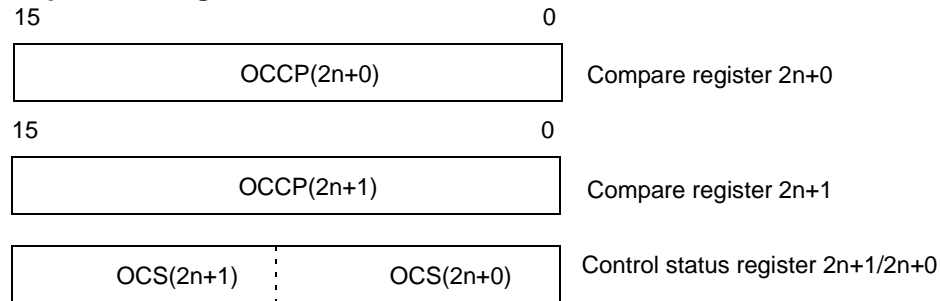 15 0
OCCP(2n+0) Compare register 2n+0
15 0
OCCP(2n+1) Compare register 2n+1
OCS(2n+1) OCS(2n+0) Control status register 2n+1/2n+0